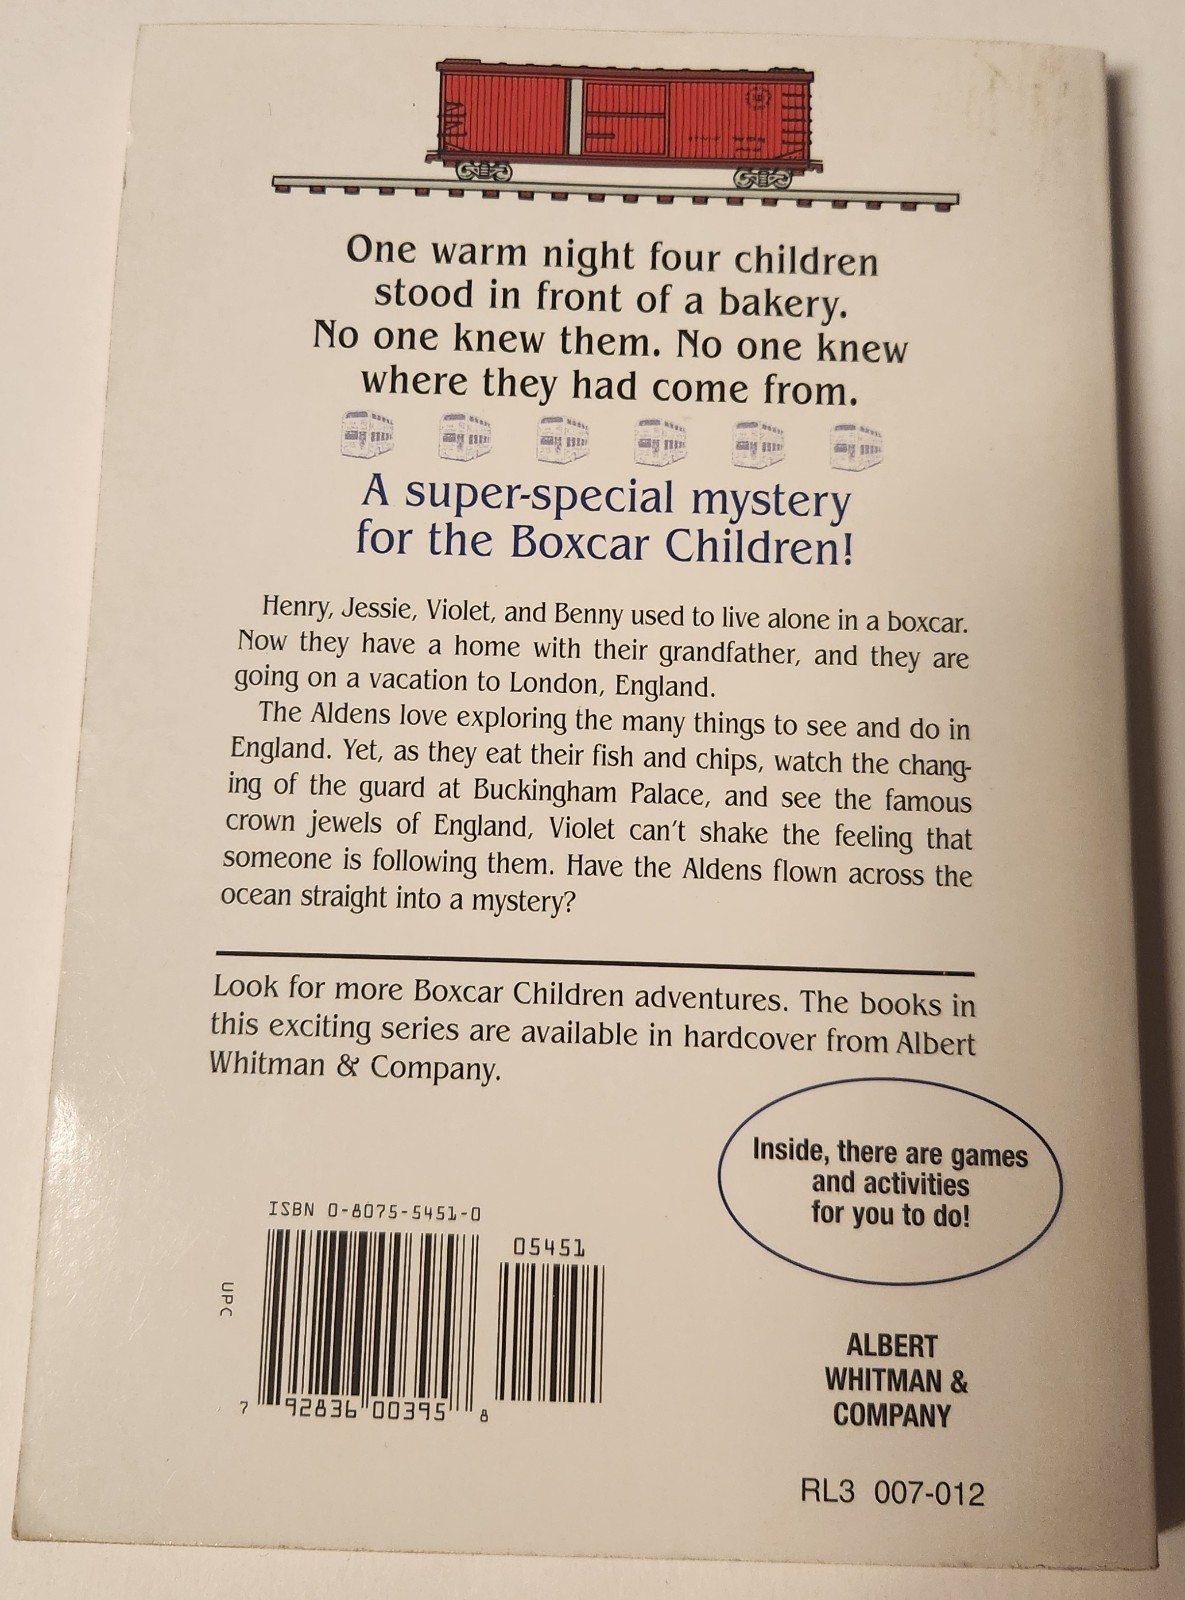 One warm night four children
stood in front of a bakery.
No one knew them. No one knew
where they had come from.
A super-special mystery
for the Boxcar Children!
Henry, Jessie, Violet, and Benny used to live alone in a boxcar.
Now they have a home with their grandfather, and they are
going on a vacation to London, England.
The Aldens love exploring the many things to see and do in
England. Yet, as they eat their fish and chips, watch the chang-
ing of the guard at Buckingham Palace, and see the famous
crown jewels of England, Violet can't shake the feeling that
someone is following them. Have the Aldens flown across the
ocean straight into a mystery?
Look for more Boxcar Children adventures. The books in
this exciting series are available in hardcover from Albert
Whitman & Company.
Inside, there are games
and activities
for you to do!
ISBN 0-8075-5451-0
05451
UPC
7 92836 00395 8
ALBERT
WHITMAN &
COMPANY
RL3 007-012